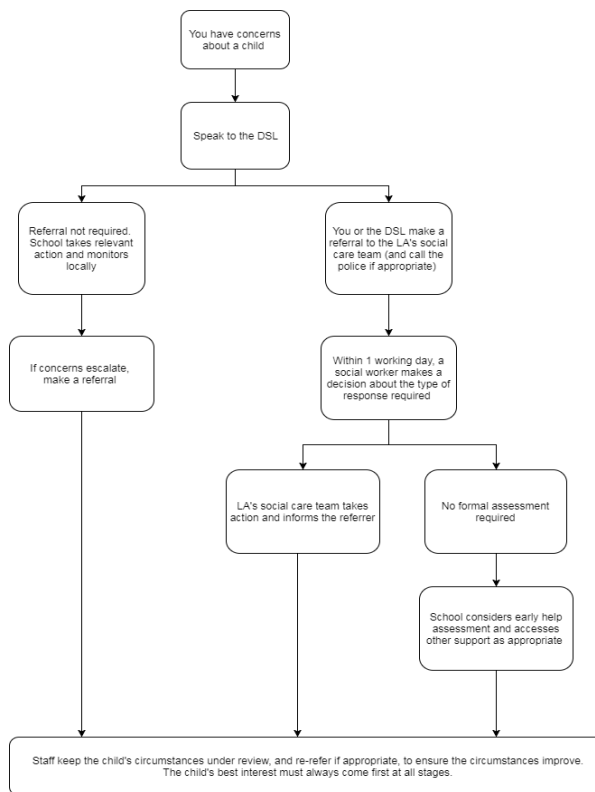 You have concerns
about a child
Speak to the DSL
Referral not required.
School takes relevant
action and monitors
locally
You or the DSL make a
referral to the LA's social
care team (and call the
police if appropriate)
If concerns escalate,
make a referral
Within 1 working day, a
social worker makes a
decision about the type of
response required
LA's social care team takes
action and informs the referrer
No formal assessment
required
School considers early help
assessment and accesses
other support as appropriate
Staff keep the child's circumstances under review, and re-refer if appropriate, to ensure the circumstances improve.
The child's best interest must always come first at all stages.